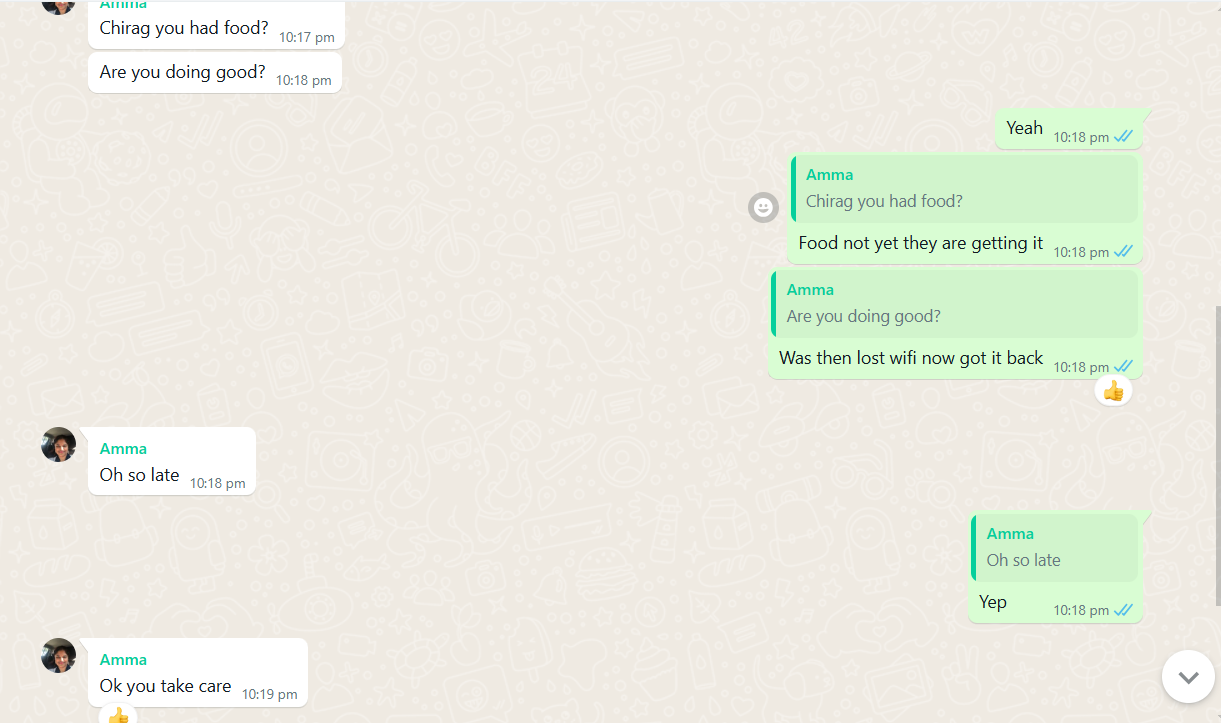 Amma
Chirag you had food? 10:17 pm
Are you doing good? 10:18 pm
Yeah 10:18 pm
Amma
Chirag you had food?
Food not yet they are getting it 10:18 pm
Amma
Are you doing good?
Was then lost wifi now got it back 10:18 pm
Amma
Oh so late 10:18 pm
Amma
Oh so late
Yep 10:18 pm
Amma
Ok you take care 10:19 pm